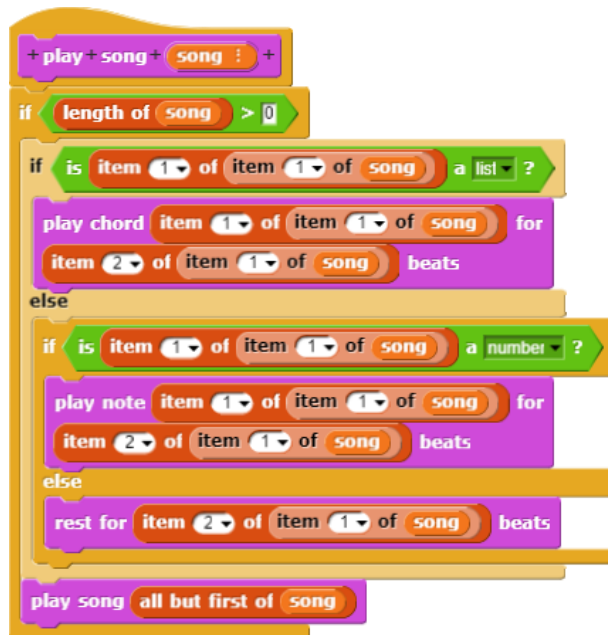 + play + song + song ⋮ +
if length of song > 0
if is item 1 of item 1 of song a list ?
play chord item 1 of item 1 of song for
item 2 of item 1 of song beats
else
if is item 1 of item 1 of song a number ?
play note item 1 of item 1 of song for
item 2 of item 1 of song beats
else
rest for item 2 of item 1 of song beats
play song all but first of song